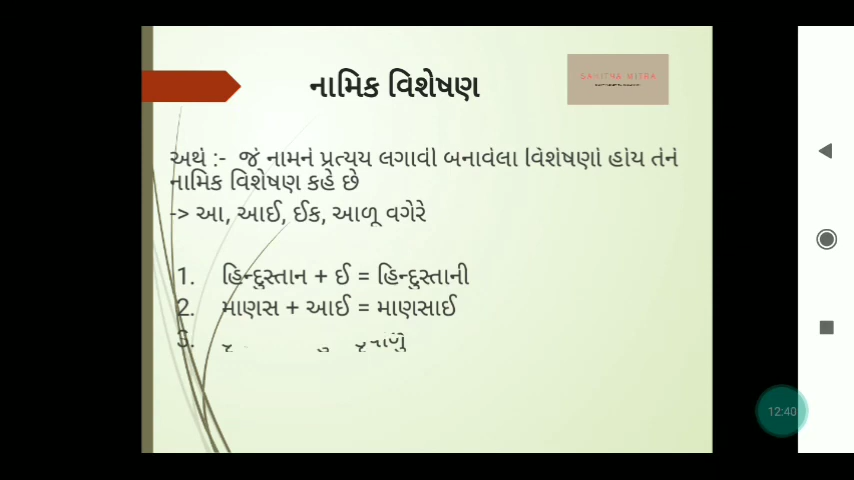 નામિક વિશેષણ
SAHITYA MITRA
અર્થ :- જે નામને પ્રત્યય લગાવી બનાવેલા વિશેષણો હોય તેને
નામિક વિશેષણ કહે છે
-> આ, આઈ, ઈક, આળૂ વગેરે
1. હિન્દુસ્તાન + ઈ = હિન્દુસ્તાની
2. માણસ + આઈ = માણસાઈ
3.
12:40